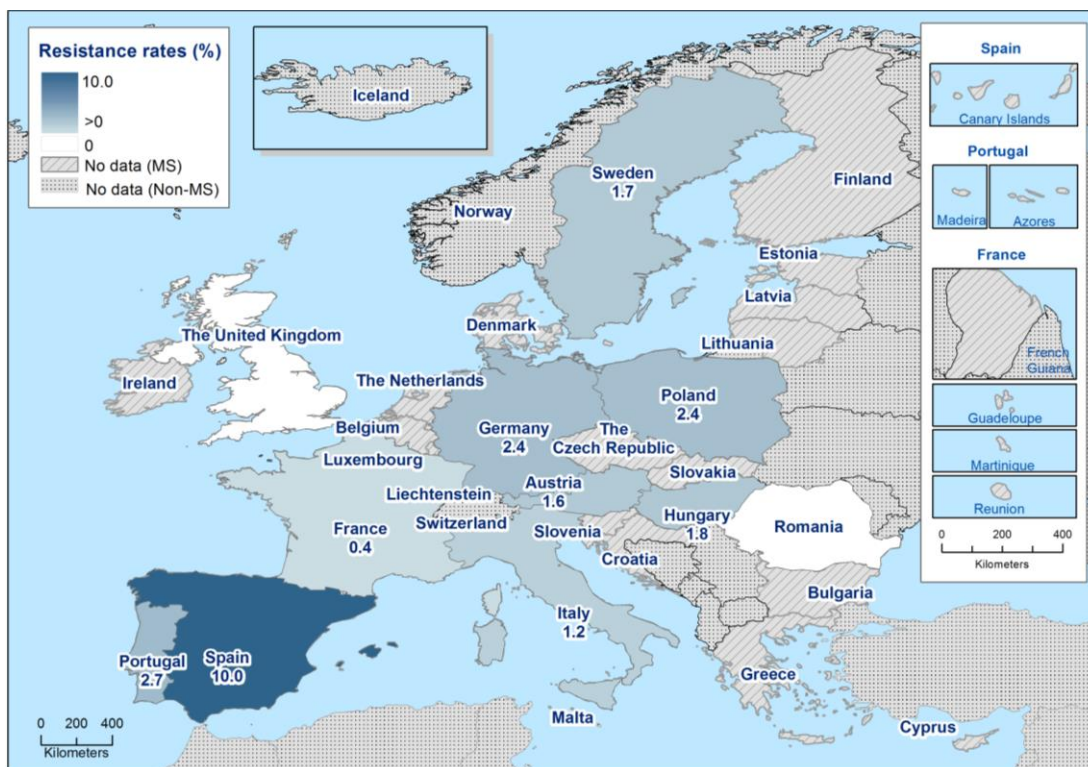 Resistance rates (%)
10.0
>0
0
No data (MS)
No data (Non-MS)
Iceland
Spain
Canary Islands
Portugal
Madeira
Azores
France
French
Guiana
Guadeloupe
Martinique
Reunion
0 200 400
Kilometers
Sweden
1.7
Finland
Norway
Estonia
Latvia
Denmark
Lithuania
The United Kingdom
Ireland
The Netherlands
Poland
2.4
Belgium
Germany
2.4
The
Czech Republic
Luxembourg
Slovakia
Austria
1.6
Liechtenstein
Switzerland
France
0.4
Slovenia
Hungary
1.8
Romania
Croatia
Bulgaria
Italy
1.2
Portugal
2.7
Spain
10.0
Greece
Malta
Cyprus
0 200 400
Kilometers